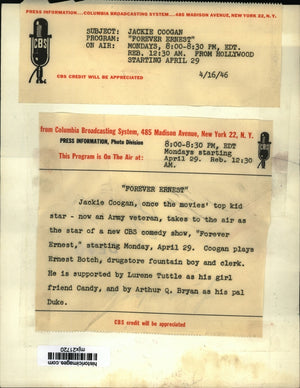 PRESS INFORMATION...COLUMBIA BROADCASTING SYSTEM...485 MADISON AVENUE, NEW YORK 22, N. Y.
CBS
SUBJECT: JACKIE COOGAN
PROGRAM: "FOREVER ERNEST"
ON AIR: MONDAYS, 8:00-8:30 PM, EDT.
REB. 12:30 AM. FROM HOLLYWOOD
STARTING APRIL 29
CBS CREDIT WILL BE APPRECIATED
4/16/46
from Columbia Broadcasting System, 485 Madison Avenue, New York 22, N. Y.
PRESS INFORMATION, Photo Division
This Program is On The Air at:
8:00-8:30 PM, EDT
Mondays starting
April 29. Reb. 12:30
AM.
"FOREVER ERNEST"
Jackie Coogan, once the movies' top kid
star - now an Army veteran, takes to the air as
the star of a new CBS comedy show, "Forever
Ernest," starting Monday, April 29. Coogan plays
Ernest Botch, drugstore fountain boy and clerk.
He is supported by Lurene Tuttle as his girl
friend Candy, and by Arthur Q. Bryan as his pal
Duke.
CBS credit will be appreciated
historicimages.com
mjx21720